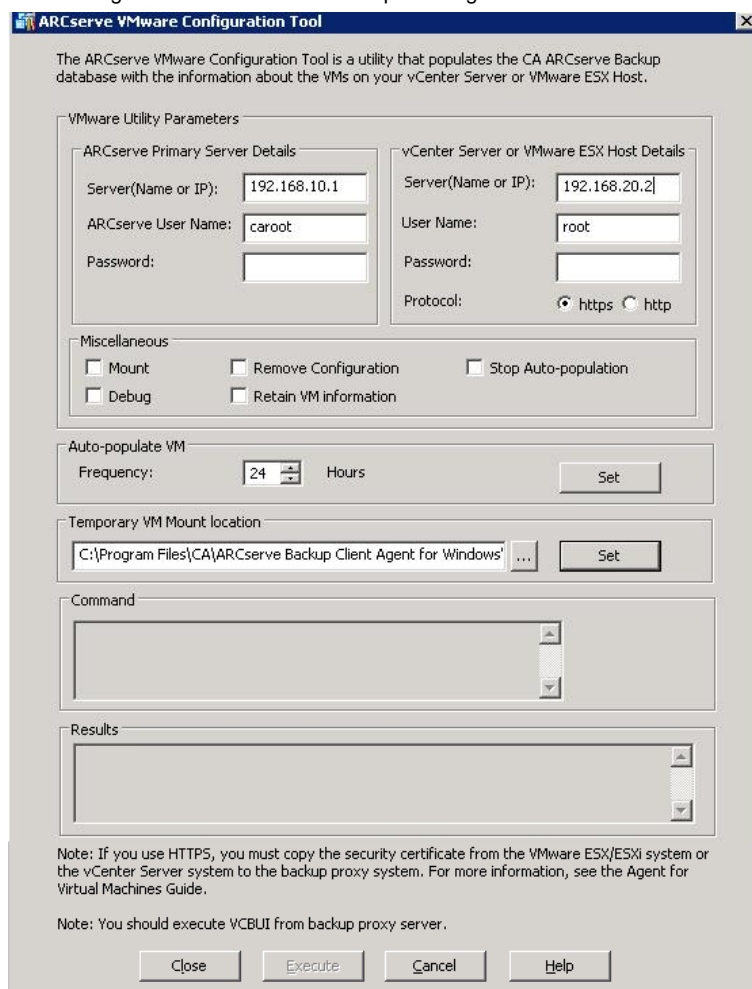 ARCserve VMware Configuration Tool
The ARCserve VMware Configuration Tool is a utility that populates the CA ARCserve Backup
database with the information about the VMs on your vCenter Server or VMware ESX Host.
VMware Utility Parameters
ARCserve Primary Server Details
Server(Name or IP): 192.168.10.1
ARCserve User Name: caroot
Password:
vCenter Server or VMware ESX Host Details
Server(Name or IP): 192.168.20.2
User Name: root
Password:
Protocol: https http
Miscellaneous
Mount Remove Configuration Stop Auto-population
Debug Retain VM information
Auto-populate VM
Frequency: 24 Hours Set
Temporary VM Mount location
C:\Program Files\CA\ARCserve Backup Client Agent for Windows\ ... Set
Command
Results
Note: If you use HTTPS, you must copy the security certificate from the VMware ESX/ESXi system or
the vCenter Server system to the backup proxy system. For more information, see the Agent for
Virtual Machines Guide.
Note: You should execute VCBUI from backup proxy server.
Close Execute Cancel Help